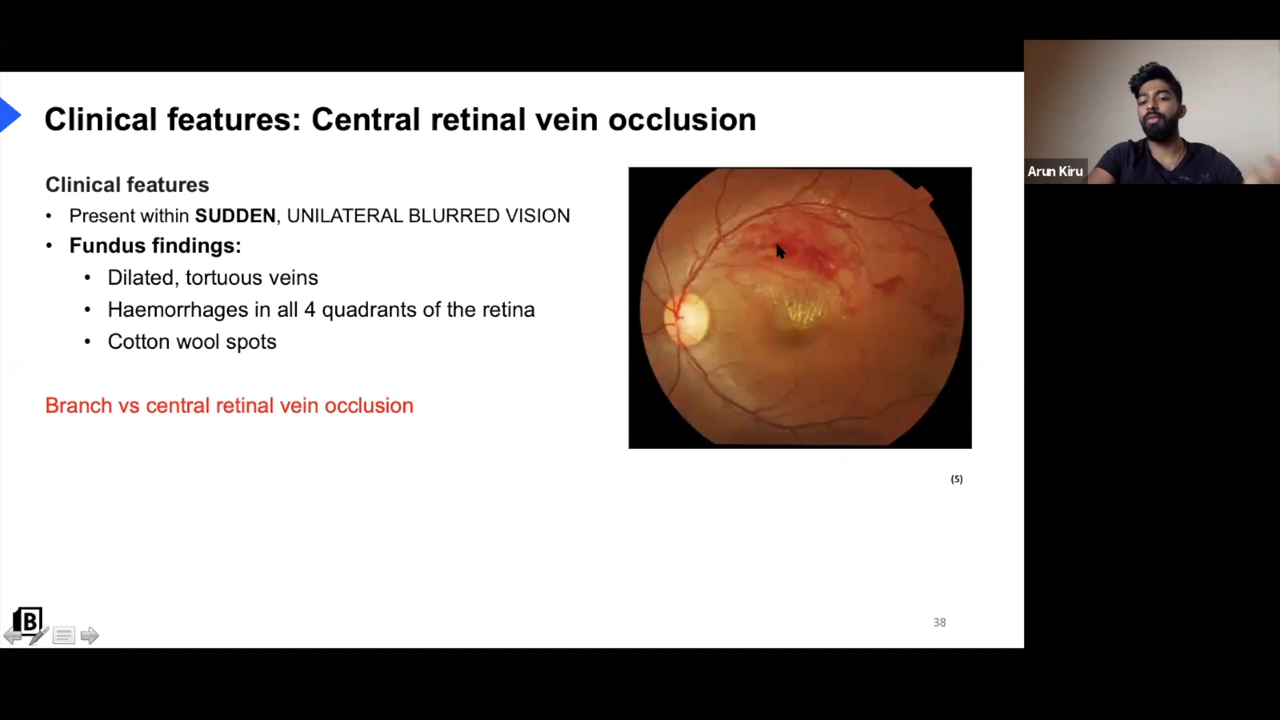 Clinical features: Central retinal vein occlusion
Clinical features
• Present within SUDDEN, UNILATERAL BLURRED VISION
• Fundus findings:
• Dilated, tortuous veins
• Haemorrhages in all 4 quadrants of the retina
• Cotton wool spots
Branch vs central retinal vein occlusion
(5)
B
38
Arun Kiru